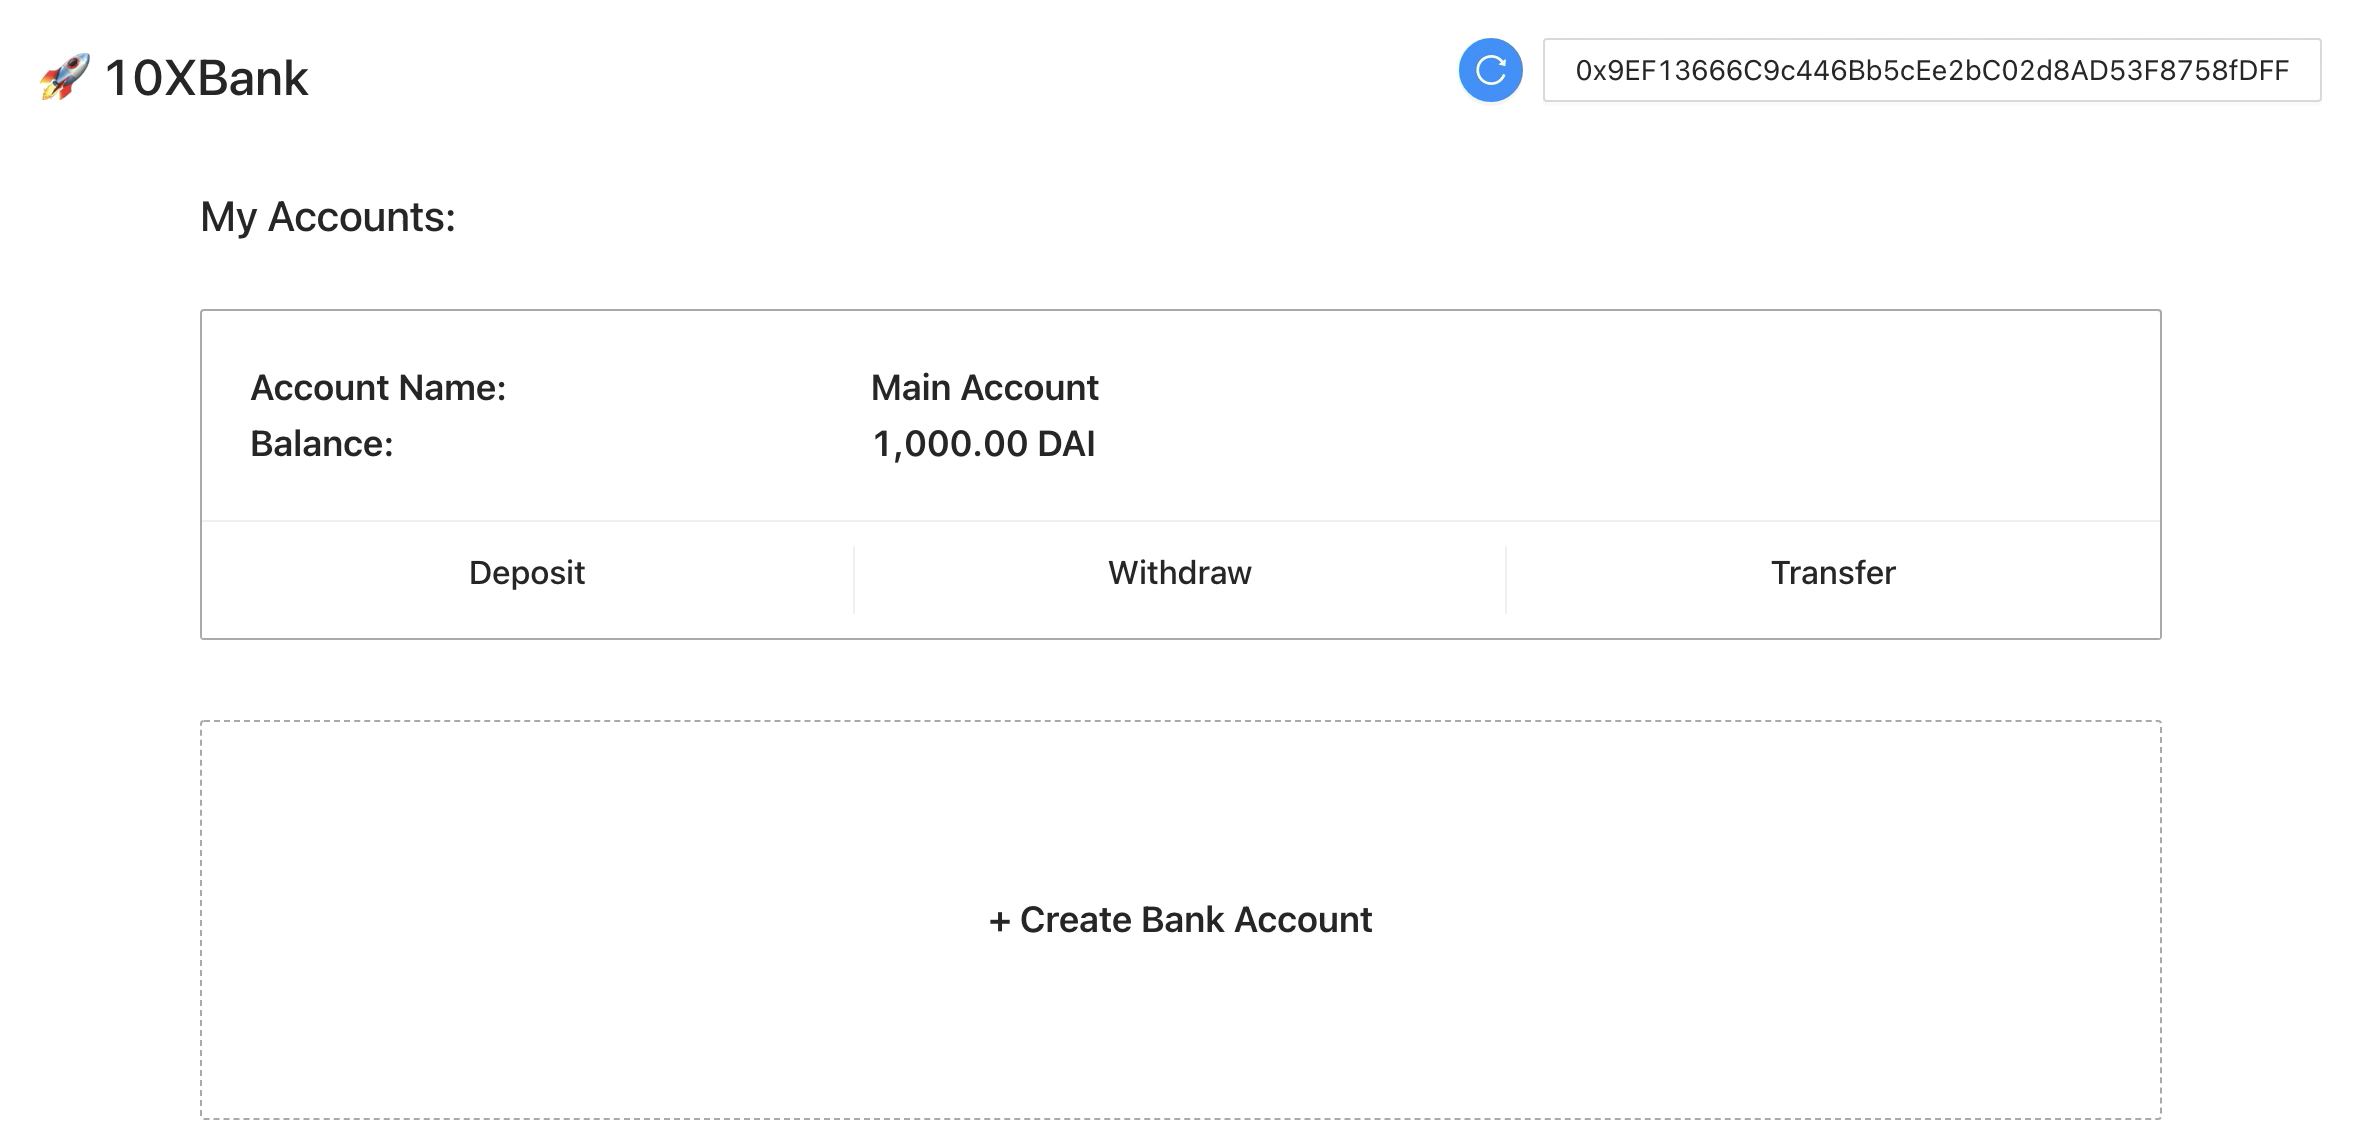 🚀 10XBank
0x9EF13666C9c446Bb5cEe2bC02d8AD53F8758fDFF
My Accounts:
Account Name: Main Account
Balance: 1,000.00 DAI
Deposit Withdraw Transfer
+ Create Bank Account